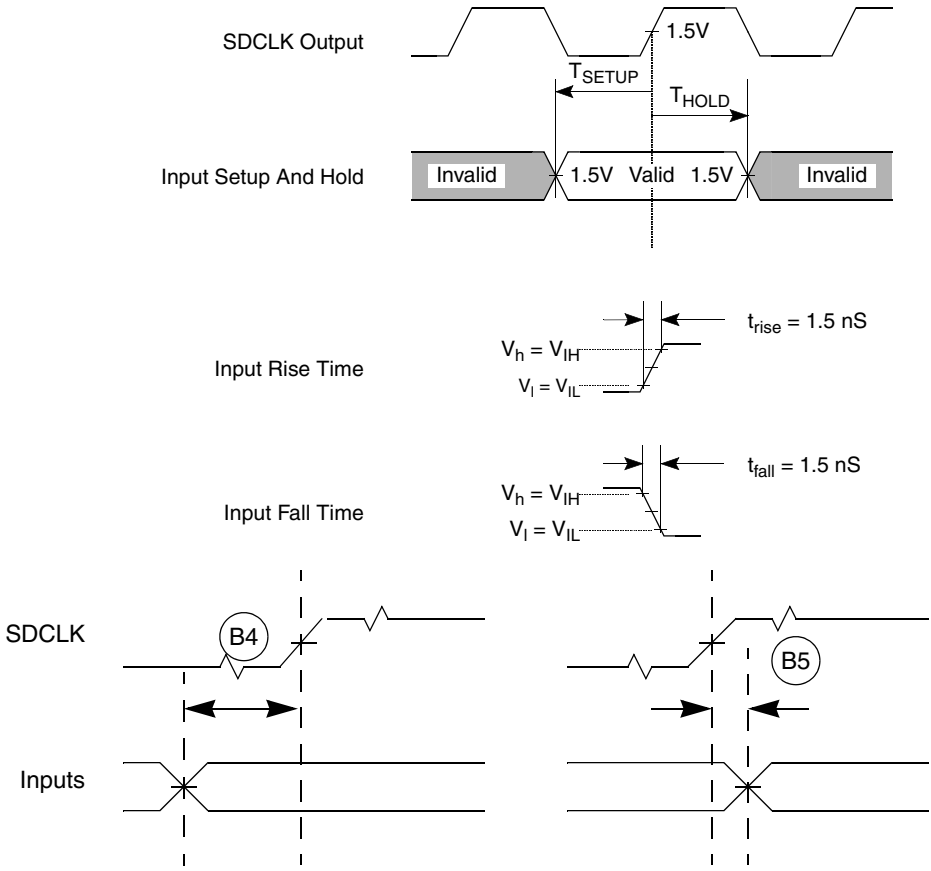 SDCLK Output
1.5V
TSETUP
THOLD
Input Setup And Hold
Invalid
1.5V Valid 1.5V
Invalid
trise = 1.5 nS
Vh = VIH
Input Rise Time
Vl = VIL
tfall = 1.5 nS
Vh = VIH
Input Fall Time
Vl = VIL
SDCLK
B4
B5
Inputs